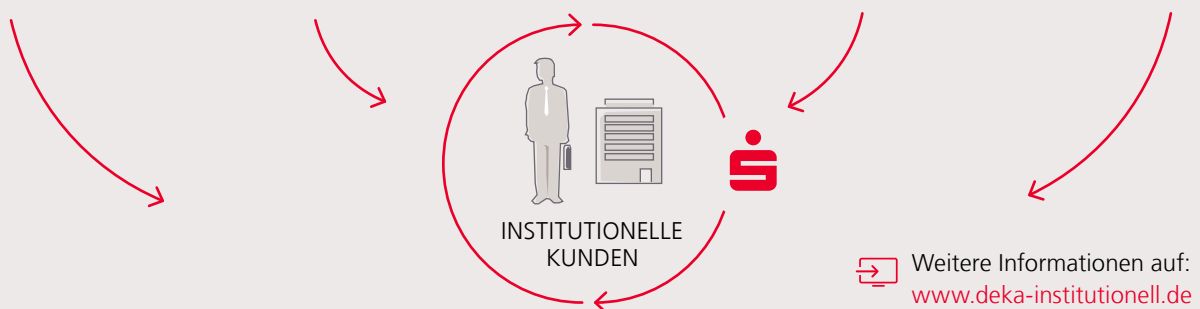 INSTITUTIONELLE
KUNDEN
Weitere Informationen auf:
www.deka-institutionell.de